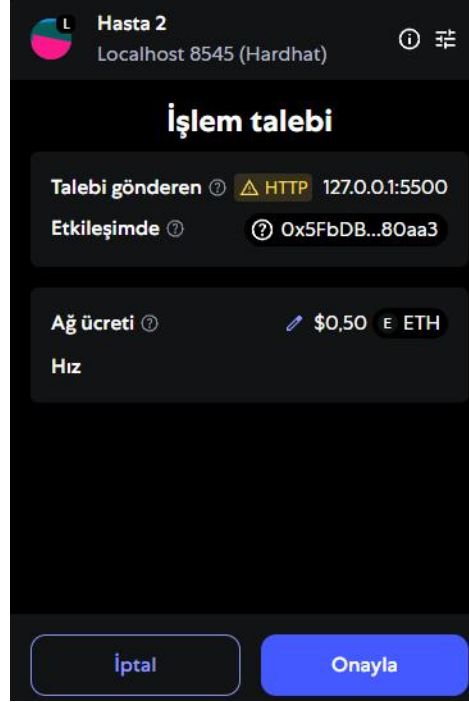 L
Hasta 2
Localhost 8545 (Hardhat)
İşlem talebi
Talebi gönderen HTTP 127.0.0.1:5500
Etkileşimde 0x5FbDB...80aa3
Ağ ücreti $0,50 E ETH
Hız
İptal
Onayla